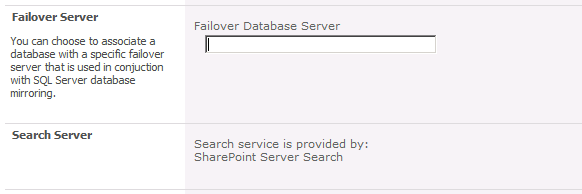 Failover Server
You can choose to associate a
database with a specific failover
server that is used in conjuction
with SQL Server database
mirroring.
Failover Database Server
Search Server
Search service is provided by:
SharePoint Server Search